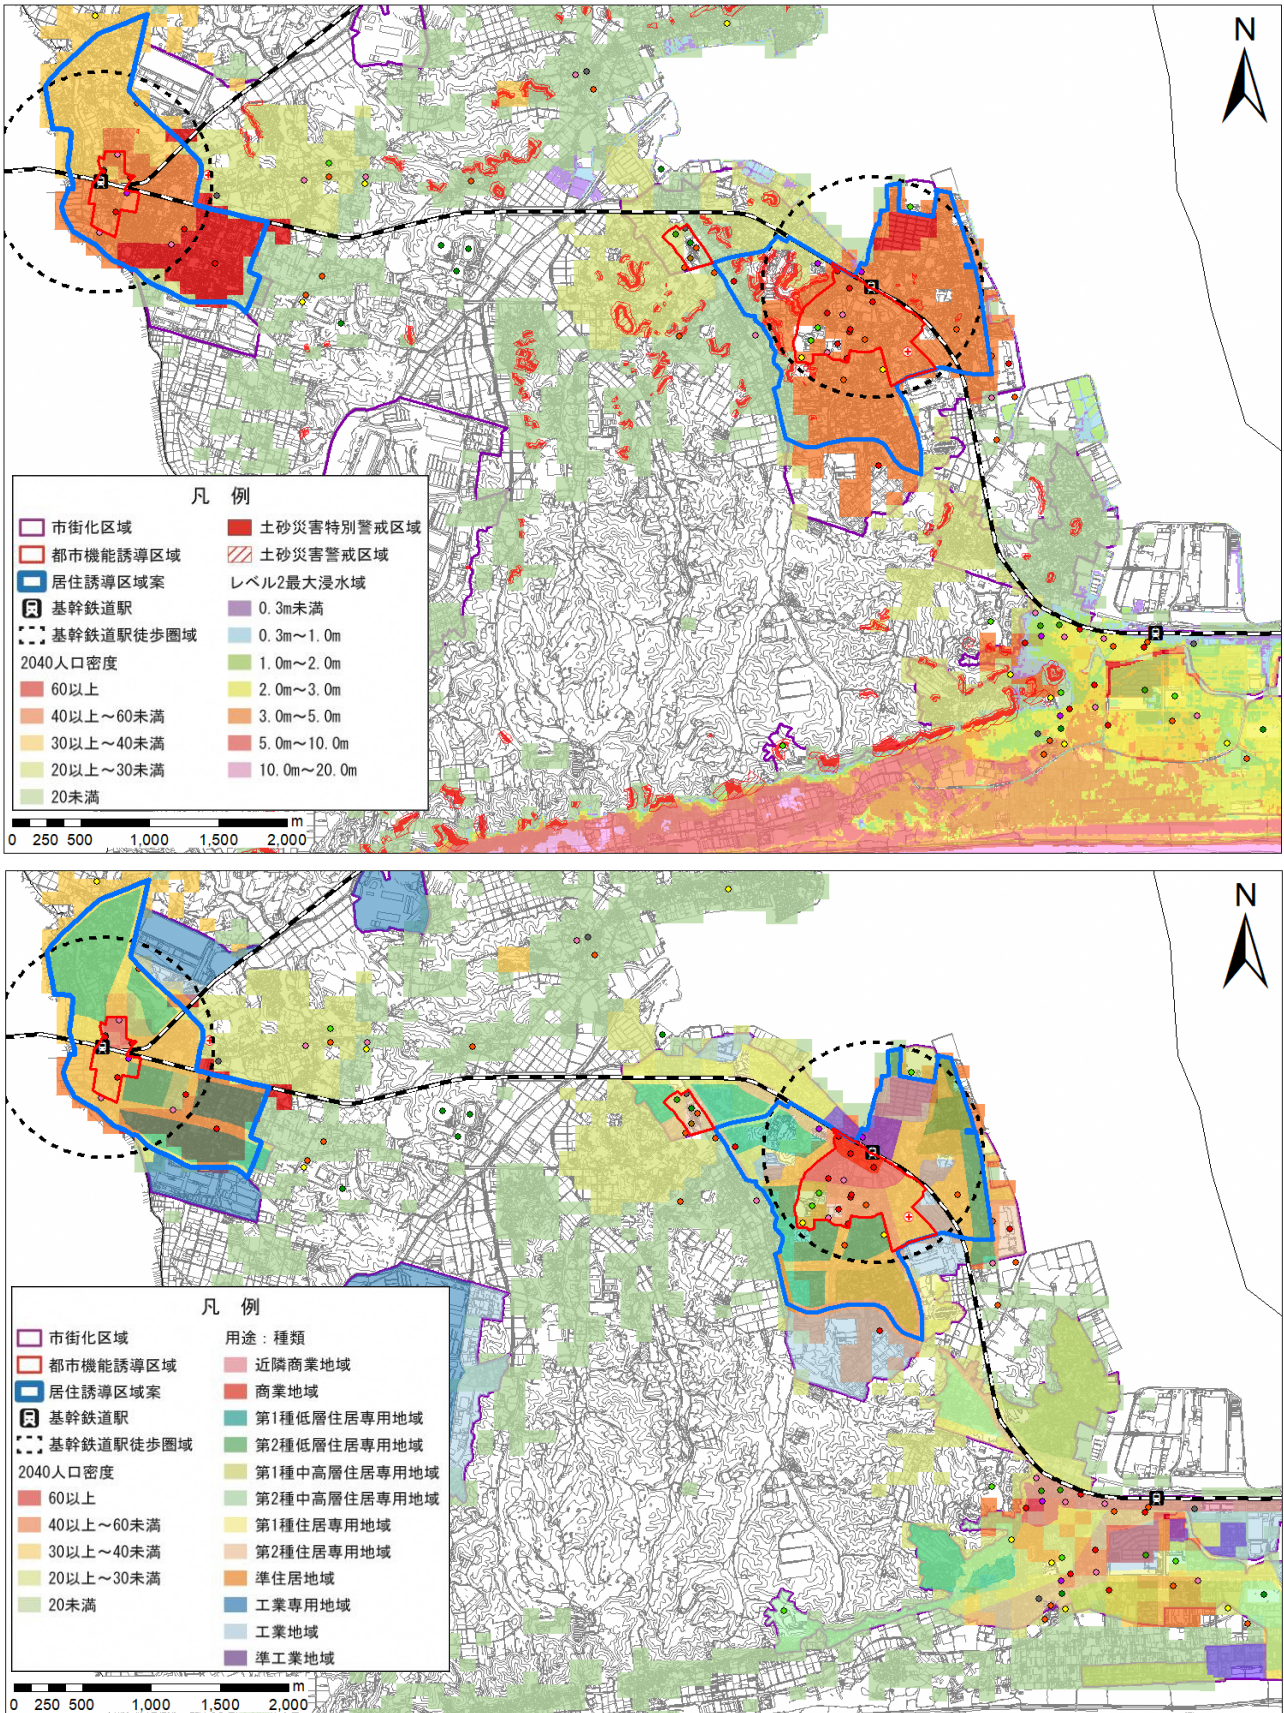 N
凡 例
市街化区域
都市機能誘導区域
居住誘導区域案
基幹鉄道駅
基幹鉄道駅徒歩圏域
2040人口密度
60以上
40以上～60未満
30以上～40未満
20以上～30未満
20未満
土砂災害特別警戒区域
土砂災害警戒区域
レベル2最大浸水域
0.3m未満
0.3m～1.0m
1.0m～2.0m
2.0m～3.0m
3.0m～5.0m
5.0m～10.0m
10.0m～20.0m
m
0 250 500 1,000 1,500 2,000
N
凡 例
市街化区域
都市機能誘導区域
居住誘導区域案
基幹鉄道駅
基幹鉄道駅徒歩圏域
2040人口密度
60以上
40以上～60未満
30以上～40未満
20以上～30未満
20未満
用途：種類
近隣商業地域
商業地域
第1種低層住居専用地域
第2種低層住居専用地域
第1種中高層住居専用地域
第2種中高層住居専用地域
第1種住居専用地域
第2種住居専用地域
準住居地域
工業専用地域
工業地域
準工業地域
m
0 250 500 1,000 1,500 2,000